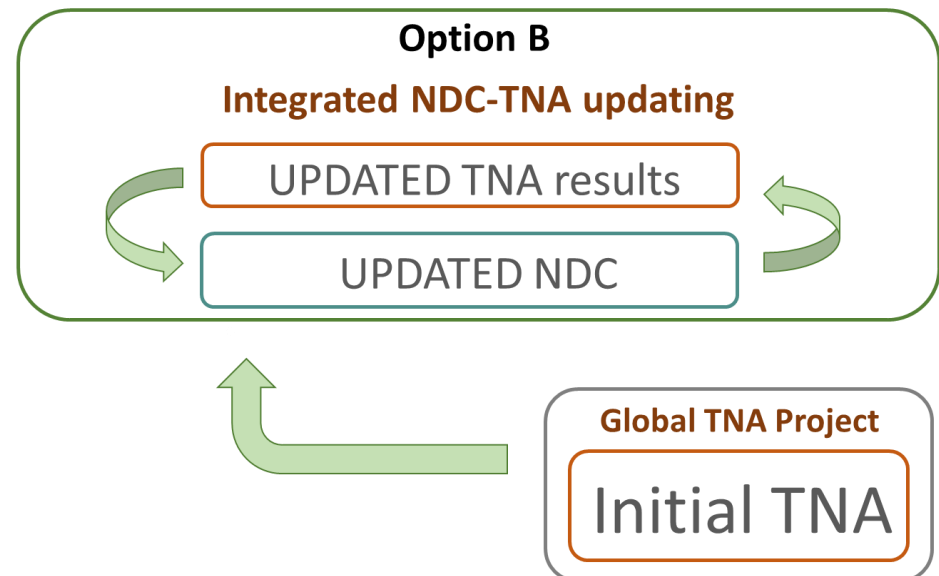 Option B
Integrated NDC-TNA updating
UPDATED TNA results
UPDATED NDC
Global TNA Project
Initial TNA